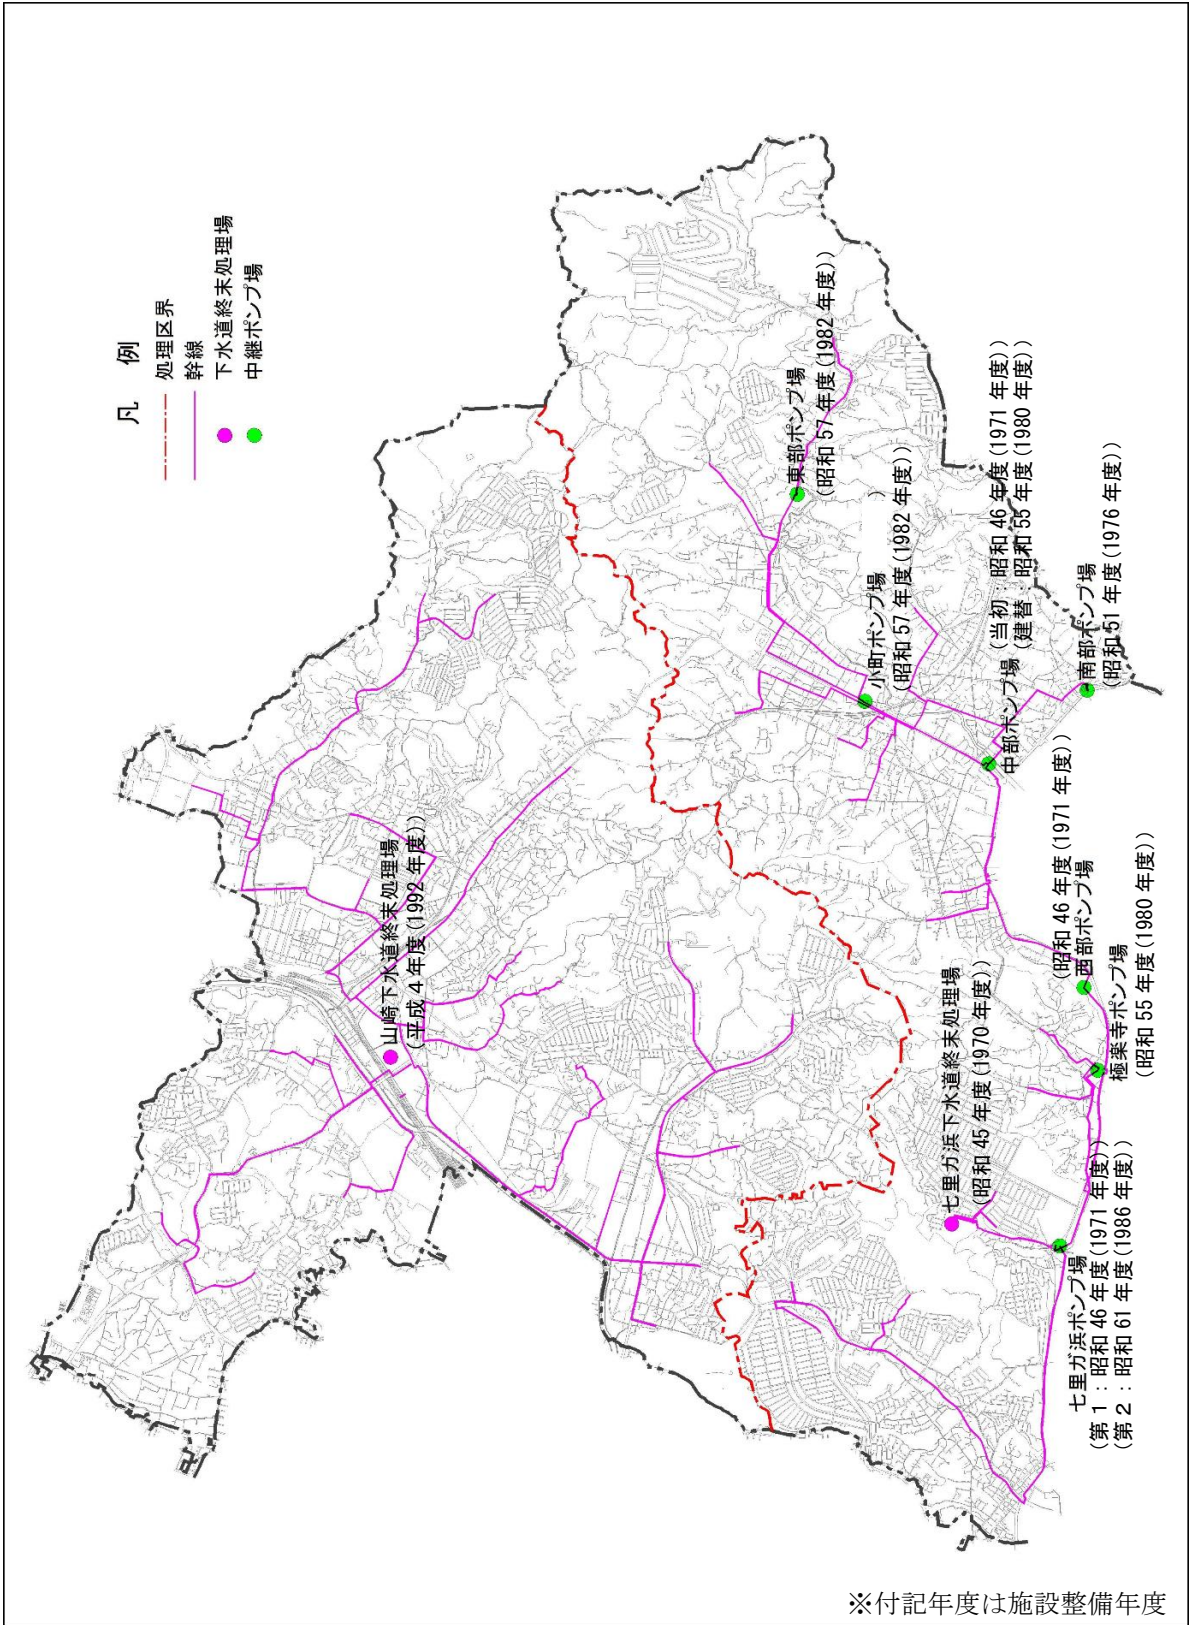 凡 例
処理区界
幹線
下水道終末処理場
中継ポンプ場
山崎下水道終末処理場
(平成４年度(1992 年度))
東部ポンプ場
(昭和 57 年度(1982 年度))
小町ポンプ場
(昭和 57 年度(1982 年度))
)
中部ポンプ場
(当初：昭和 46 年度(1971 年度))
(建替：昭和 55 年度(1980 年度))
南部ポンプ場
(昭和 51 年度(1976 年度))
(昭和 46 年度(1971 年度))
西部ポンプ場
極楽寺ポンプ場
(昭和 55 年度(1980 年度))
七里ガ浜下水道終末処理場
(昭和 45 年度(1970 年度))
七里ガ浜ポンプ場
(第１：昭和 46 年度(1971 年度))
(第２：昭和 61 年度(1986 年度))
※付記年度は施設整備年度